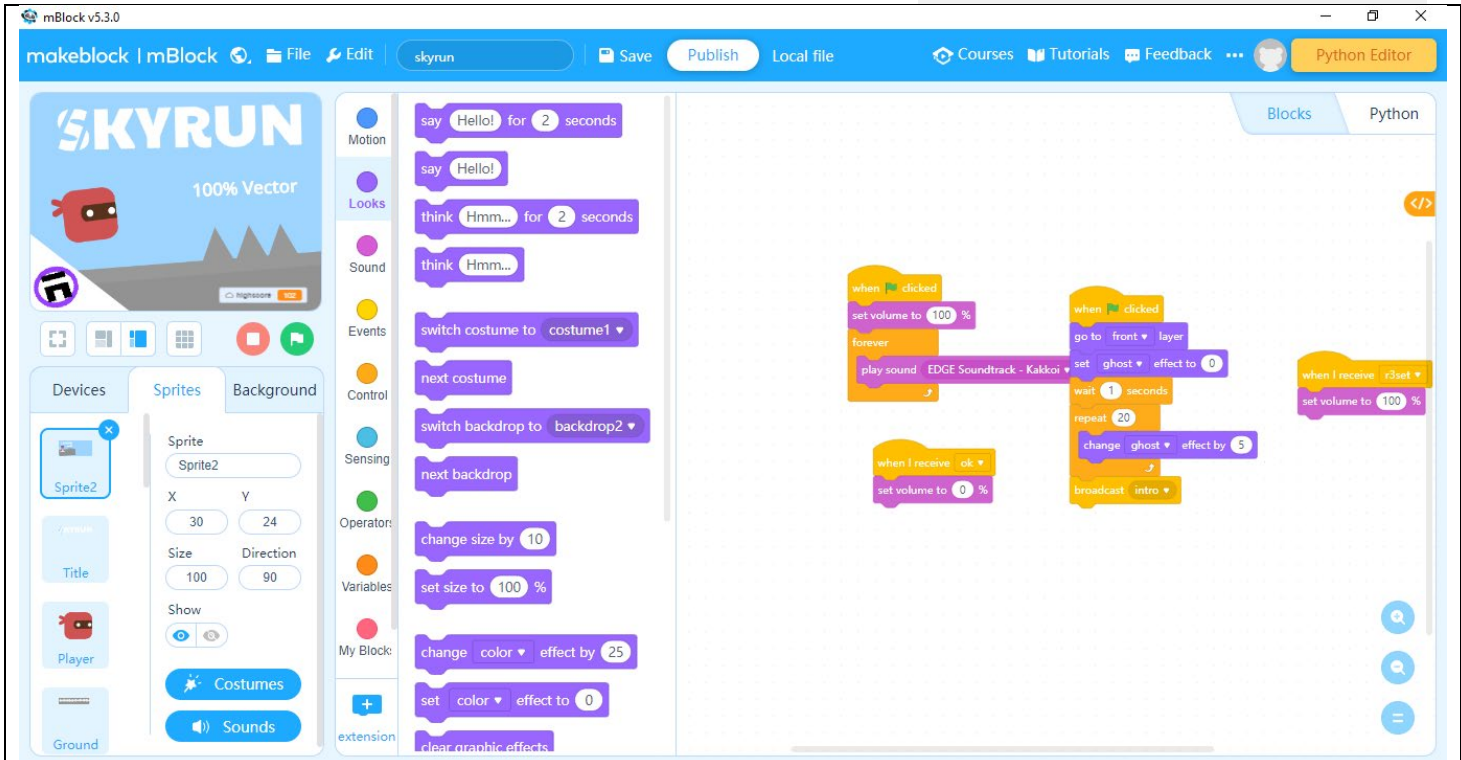 mBlock v5.3.0
makeblock | mBlock File Edit skyrun Save Publish Local file Courses Tutorials Feedback Python Editor
SKYRUN
100% Vector
highscore 102
Devices Sprites Background
Sprite2
Title
Player
Ground
Sprite
Sprite2
X Y
30 24
Size Direction
100 90
Show
Costumes
Sounds
Motion
Looks
Sound
Events
Control
Sensing
Operators
Variables
My Block
extension
say Hello! for 2 seconds
say Hello!
think Hmm... for 2 seconds
think Hmm...
switch costume to costume1
next costume
switch backdrop to backdrop2
next backdrop
change size by 10
set size to 100 %
change color effect by 25
set color effect to 0
clear graphic effects
Blocks Python
</>
when clicked
set volume to 100 %
forever
play sound EDGE Soundtrack - Kakkoi
when I receive ok
set volume to 0 %
when clicked
go to front layer
set ghost effect to 0
wait 1 seconds
repeat 20
change ghost effect by 5
broadcast intro
when I receive r3set
set volume to 100 %